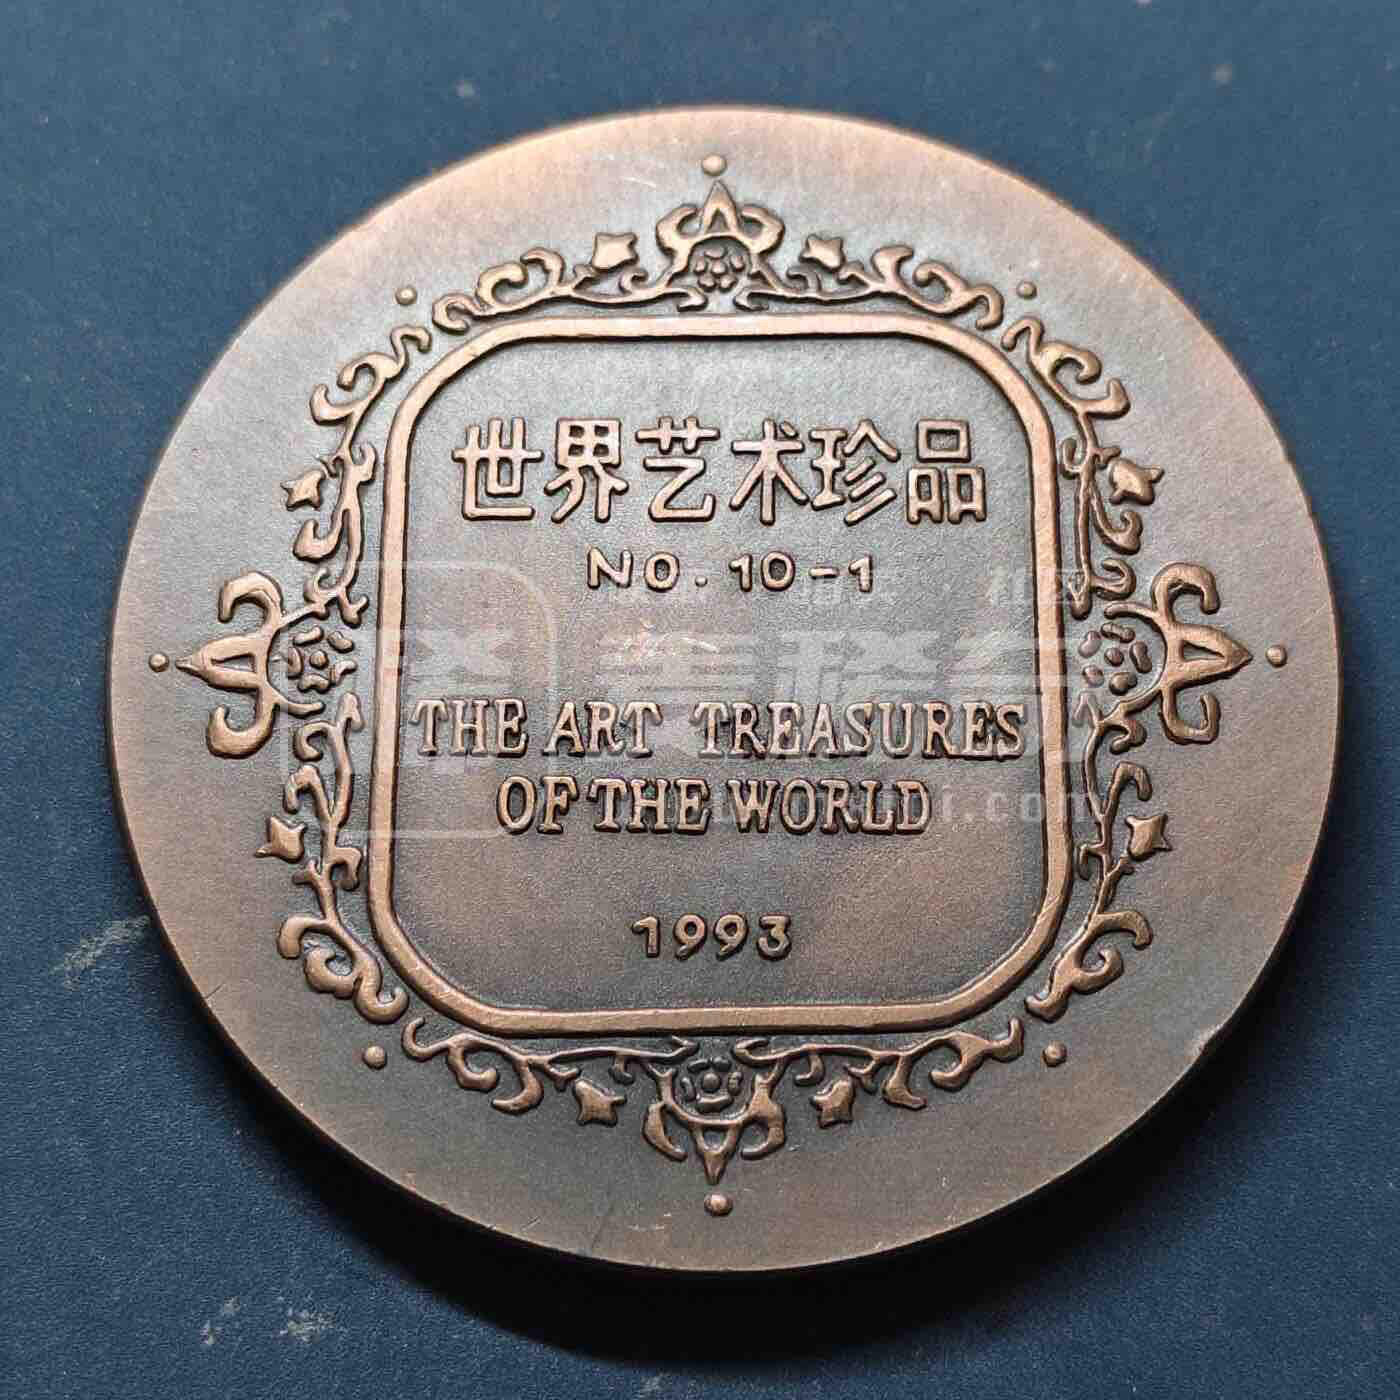 世界艺术珍品
NO. 10-1
THE ART TREASURES
OF THE WORLD
1993